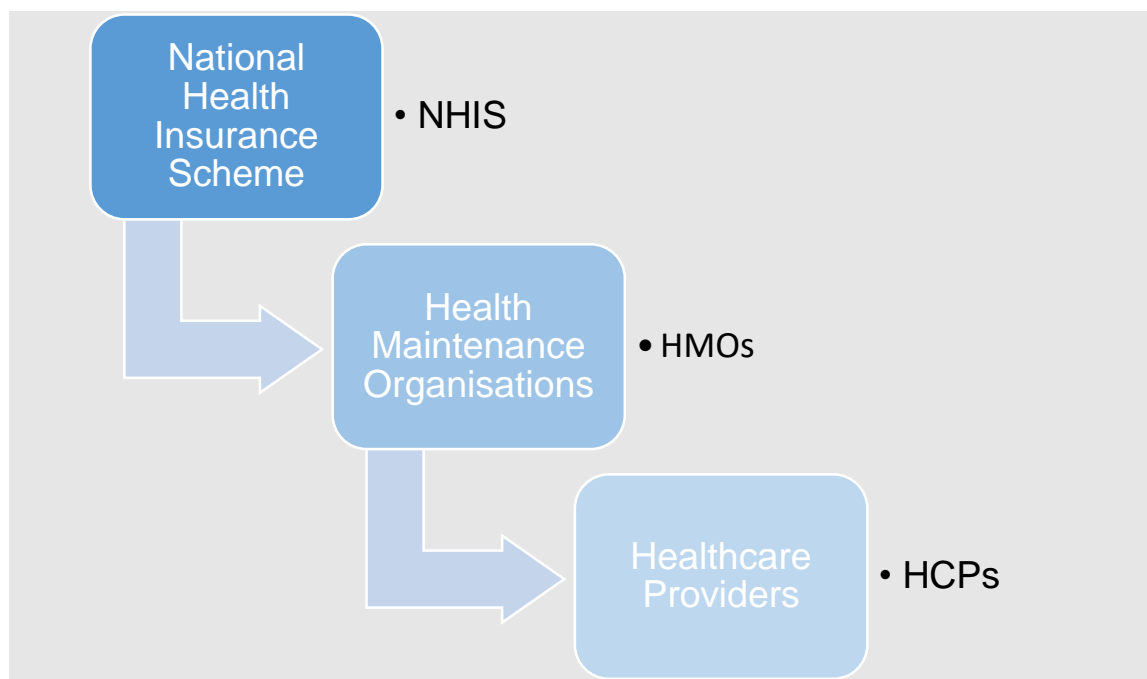 National
Health
Insurance
Scheme
• NHIS
Health
Maintenance
Organisations
• HMOs
Healthcare
Providers
• HCPs